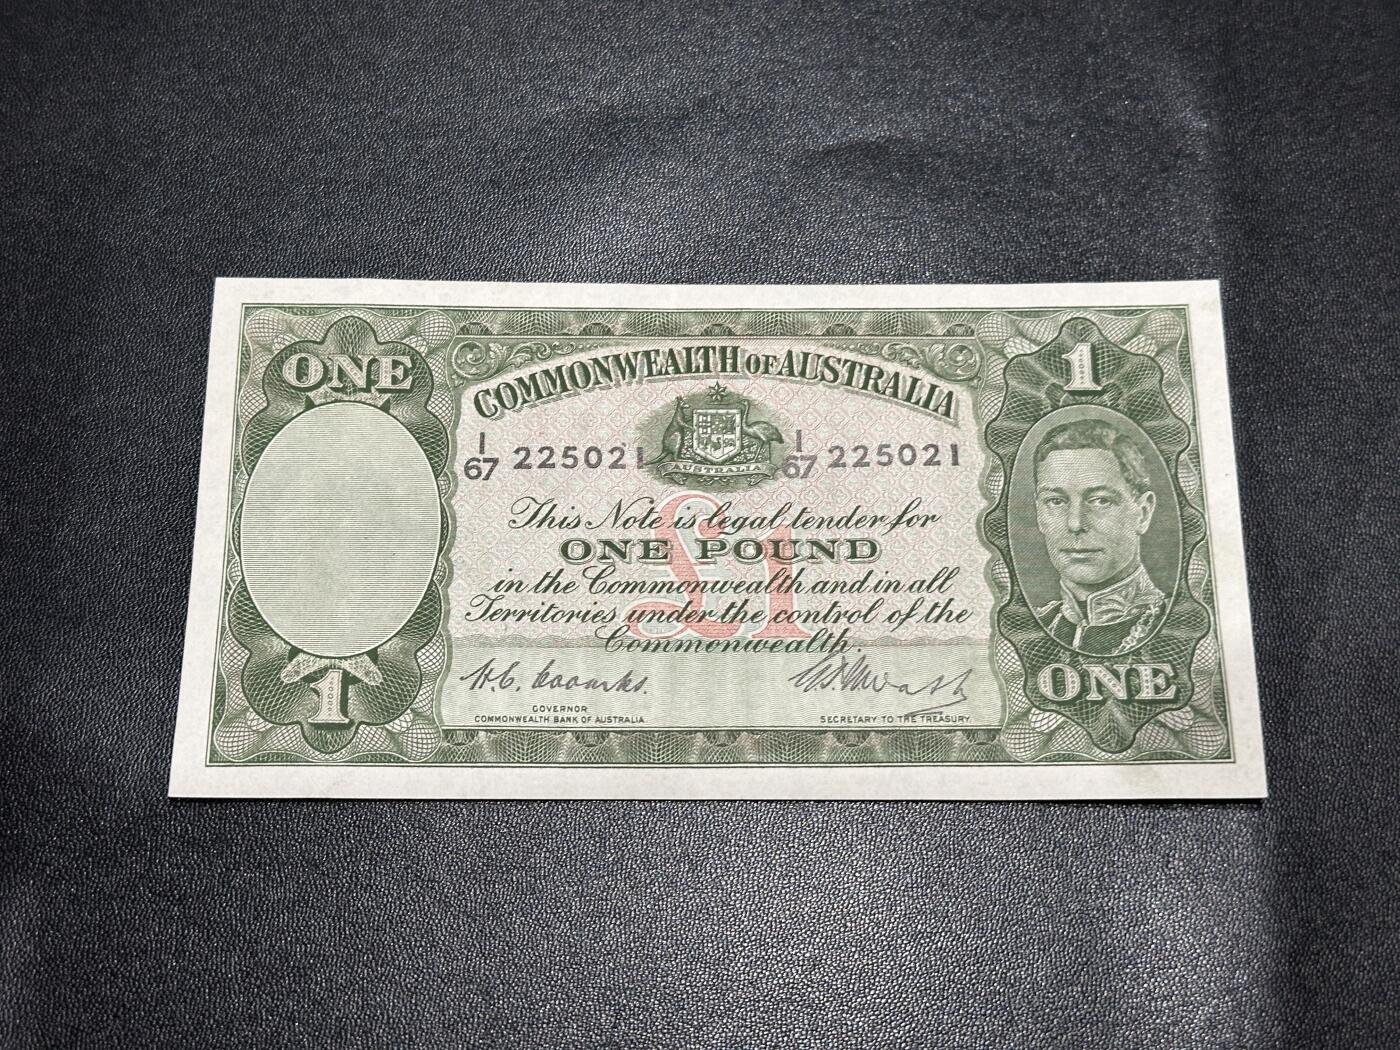 ONE
1
COMMONWEALTH OF AUSTRALIA
I/67 225021
I/67 225021
AUSTRALIA
£1
This Note is legal tender for
ONE POUND
in the Commonwealth and in all
Territories under the control of the
Commonwealth.
H.C. Coombs.
GOVERNOR
COMMONWEALTH BANK OF AUSTRALIA
SECRETARY TO THE TREASURY
1
ONE